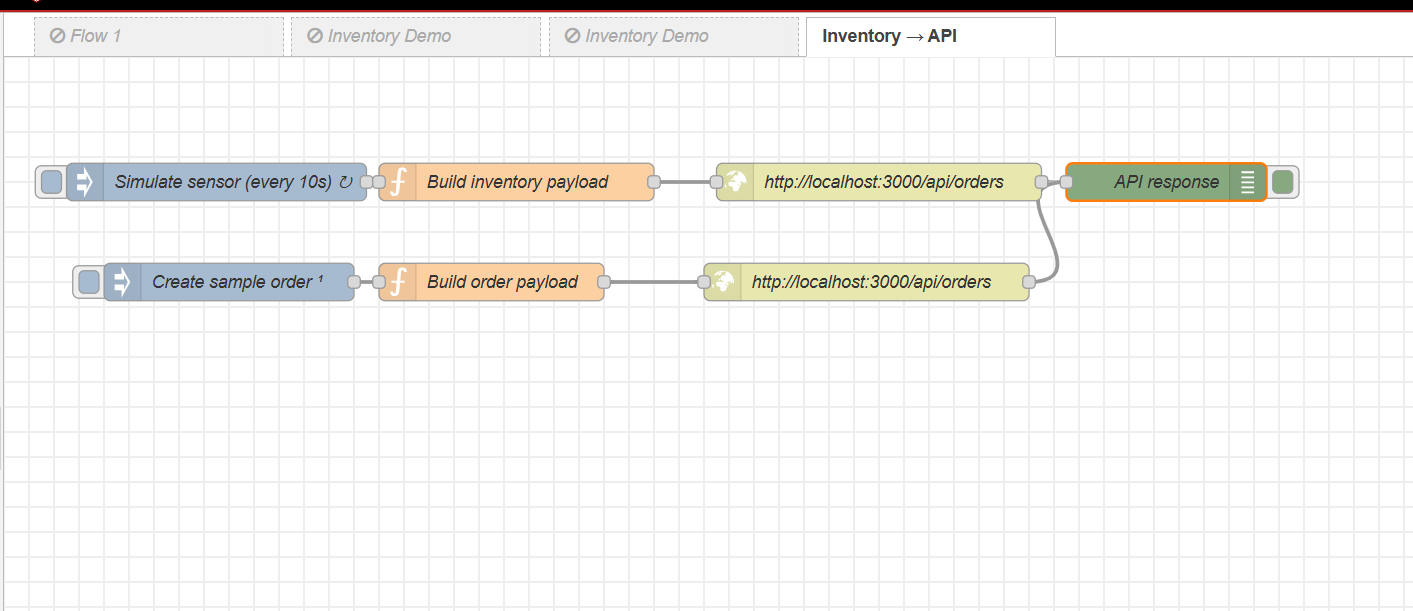 Flow 1
Inventory Demo
Inventory Demo
Inventory → API
Simulate sensor (every 10s) ↻
Build inventory payload
http://localhost:3000/api/orders
API response
Create sample order ¹
Build order payload
http://localhost:3000/api/orders